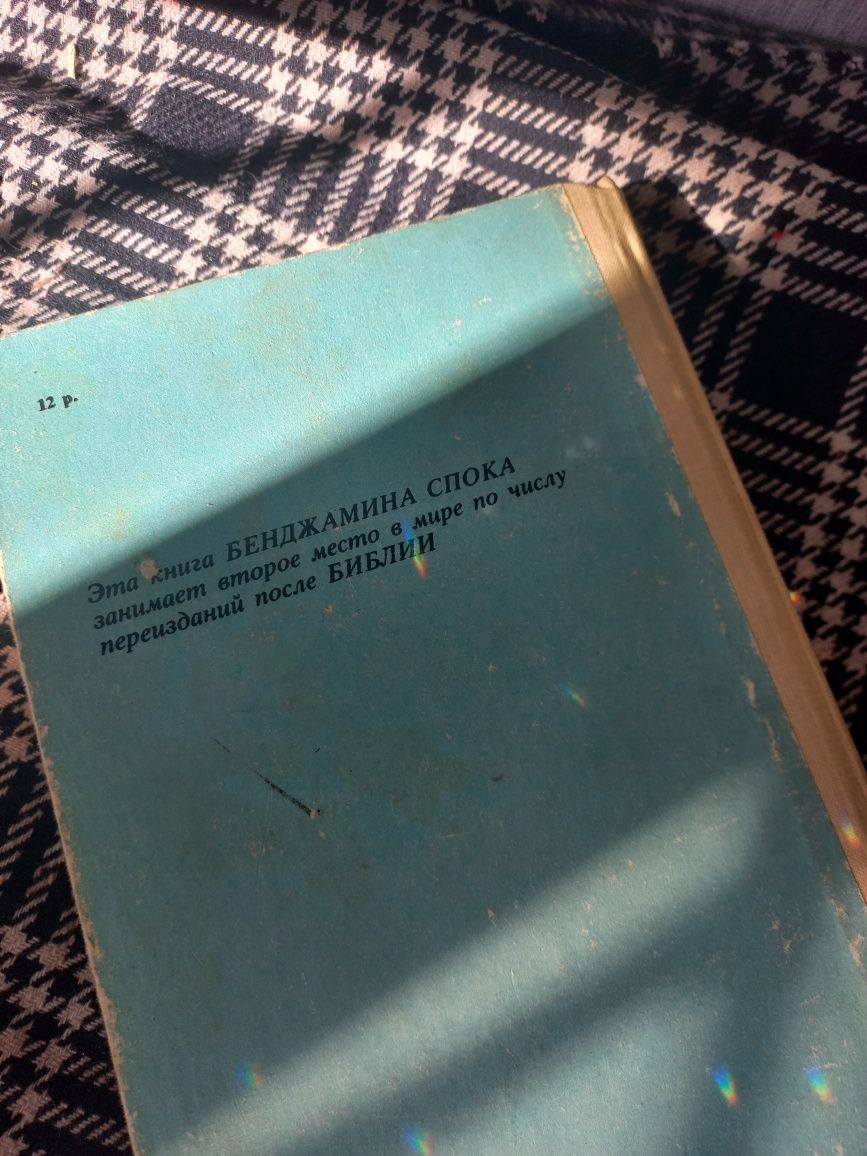 12 р.
Эта книга БЕНДЖАМИНА СПОКА
занимает второе место в мире по числу
переизданий после БИБЛИИ